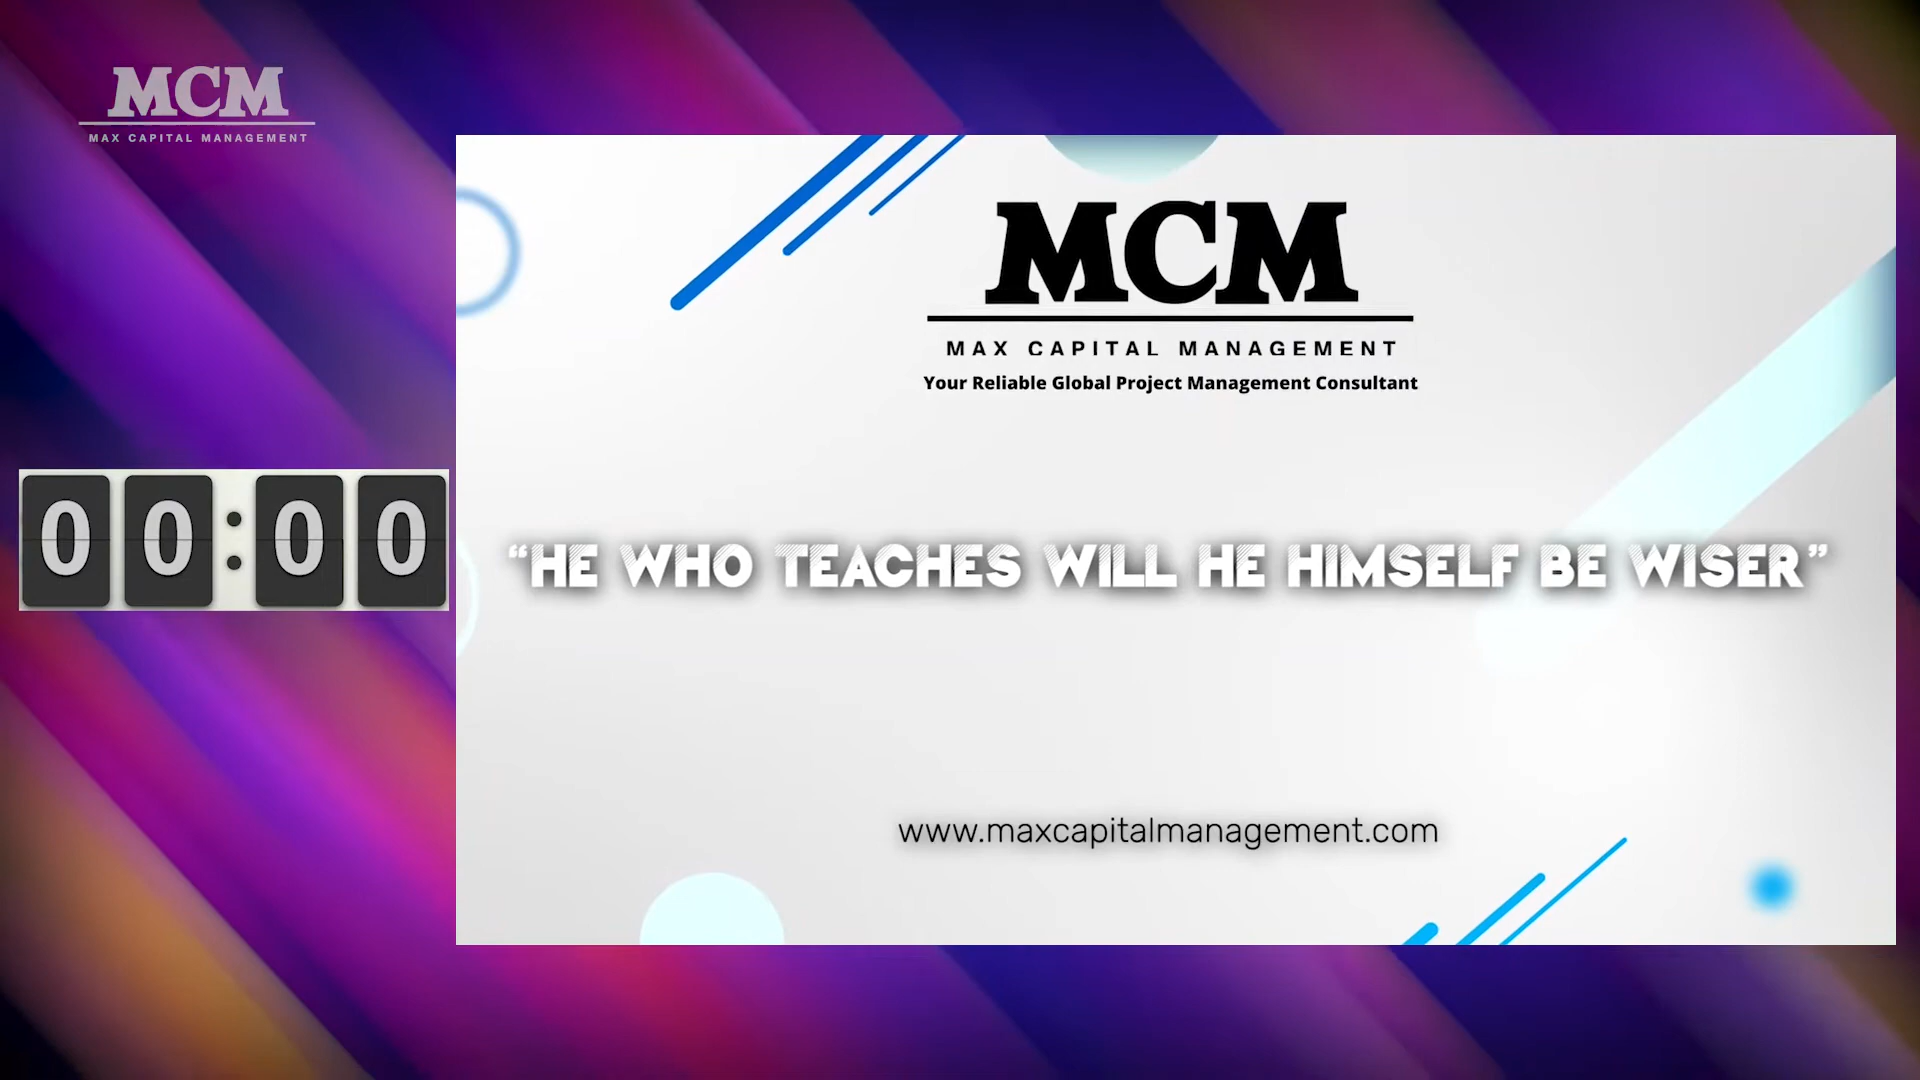 MCM
MAX CAPITAL MANAGEMENT
MCM
MAX CAPITAL MANAGEMENT
Your Reliable Global Project Management Consultant
00:00
“HE WHO TEACHES WILL HE HIMSELF BE WISER”
www.maxcapitalmanagement.com